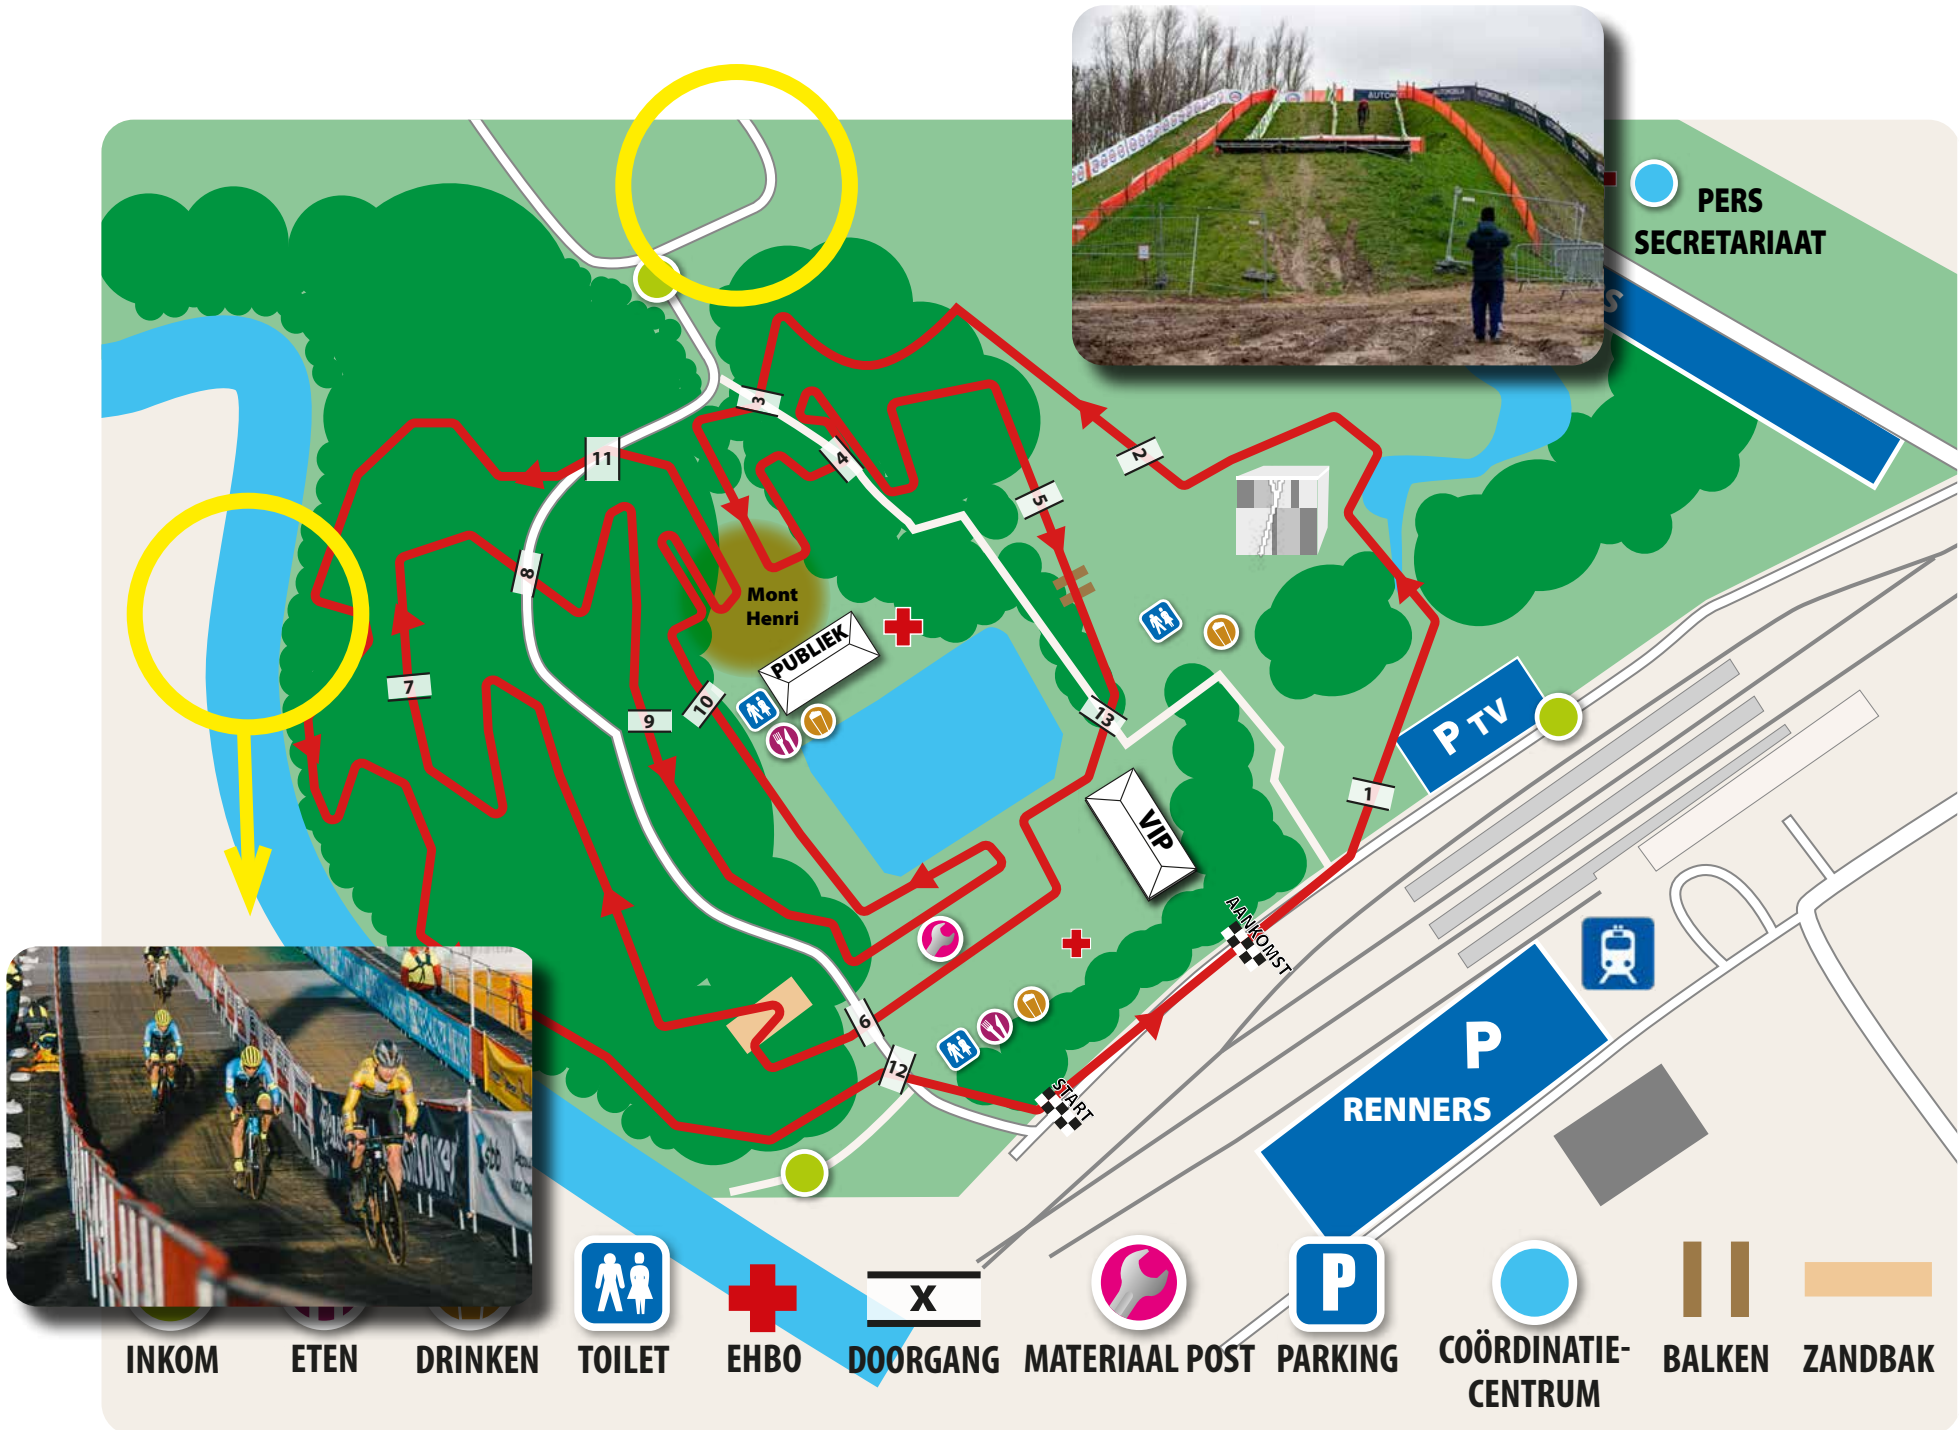 AUTOMOBILIA
PERS
SECRETARIAAT
S
3
11
4
2
5
8
Mont
Henri
PUBLIEK
7
10
9
13
P TV
VIP
1
AANKOMST
6
12
START
P
RENNERS
X
P
INKOM
ETEN
DRINKEN
TOILET
EHBO
DOORGANG
MATERIAAL POST
PARKING
COÖRDINATIE-
CENTRUM
BALKEN
ZANDBAK